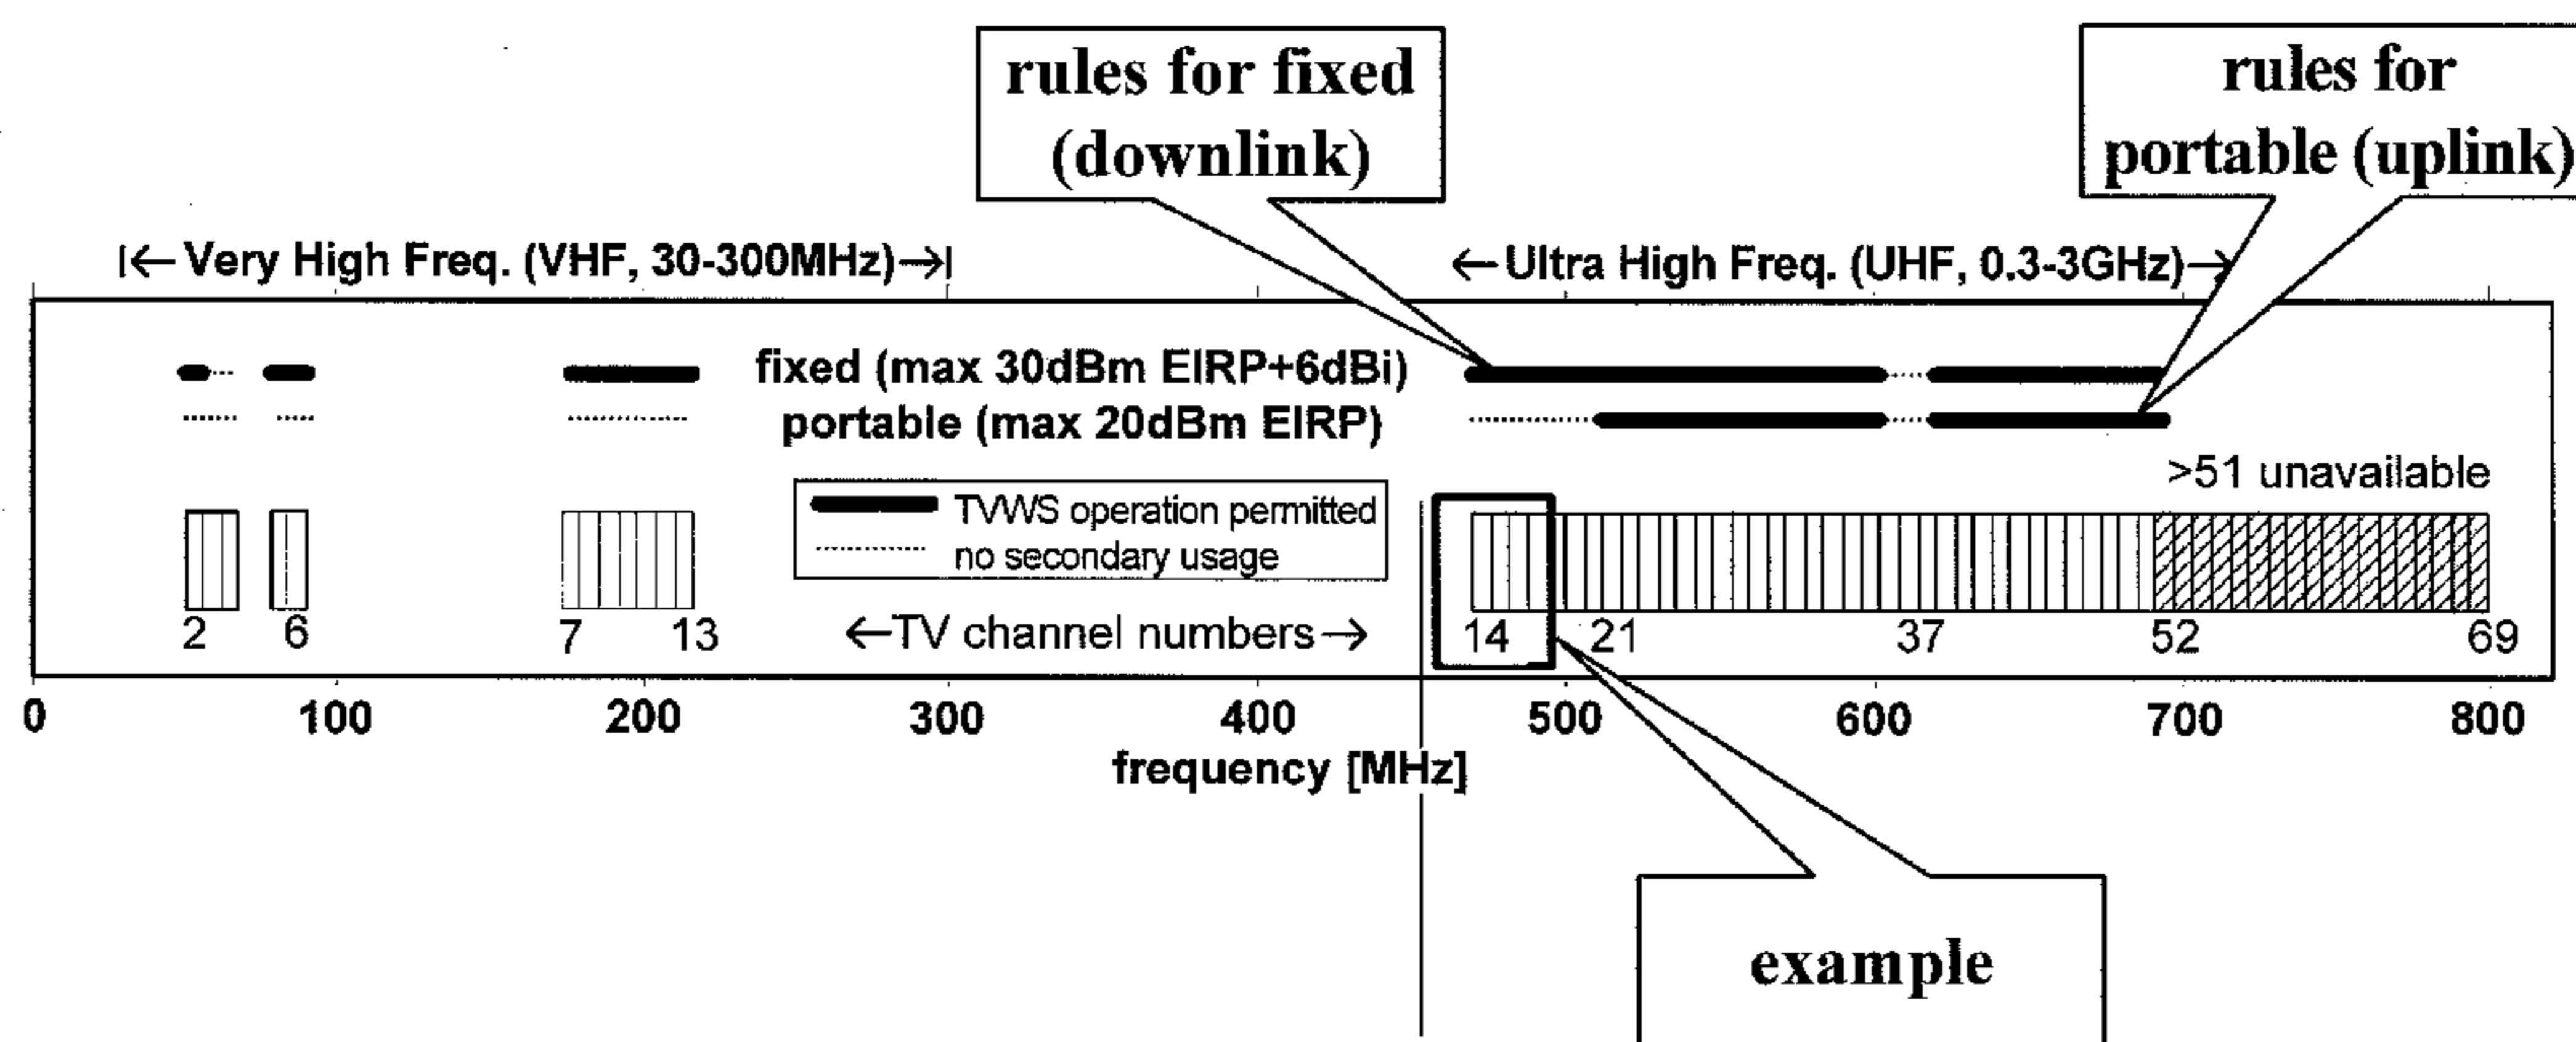 rules for fixed
(downlink)
rules for
portable (uplink)
|←Very High Freq. (VHF, 30-300MHz)→|
←Ultra High Freq. (UHF, 0.3-3GHz)→
fixed (max 30dBm EIRP+6dBi)
portable (max 20dBm EIRP)
>51 unavailable
TVWS operation permitted
no secondary usage
2 6 7 13 ←TV channel numbers→ 14 21 37 52 69
0 100 200 300 400 500 600 700 800
frequency [MHz]
example